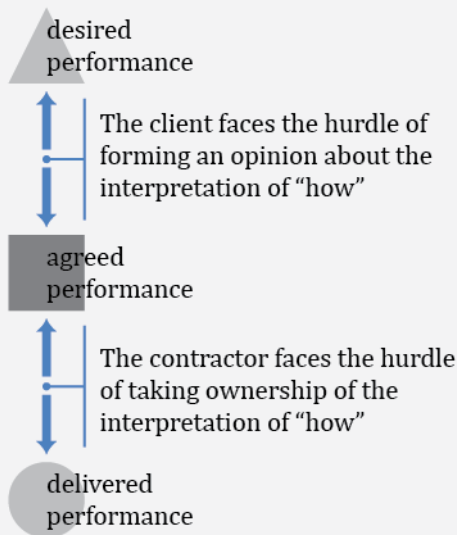 desired
performance
The client faces the hurdle of
forming an opinion about the
interpretation of “how”
agreed
performance
The contractor faces the hurdle
of taking ownership of the
interpretation of “how”
delivered
performance